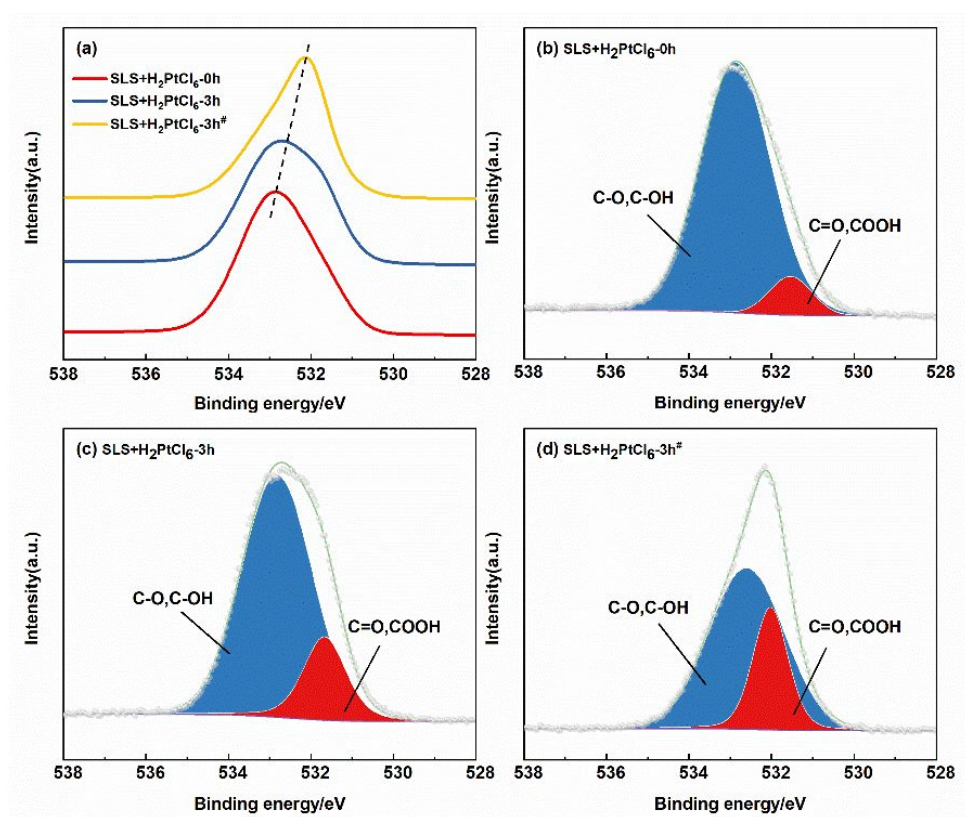 (a)
SLS+H₂PtCl₆-0h
SLS+H₂PtCl₆-3h
SLS+H₂PtCl₆-3h#
Intensity(a.u.)
538 536 534 532 530 528
Binding energy/eV
(b) SLS+H₂PtCl₆-0h
C-O,C-OH
C=O,COOH
Intensity(a.u.)
538 536 534 532 530 528
Binding energy/eV
(c) SLS+H₂PtCl₆-3h
C-O,C-OH
C=O,COOH
Intensity(a.u.)
538 536 534 532 530 528
Binding energy/eV
(d) SLS+H₂PtCl₆-3h#
C-O,C-OH
C=O,COOH
Intensity(a.u.)
538 536 534 532 530 528
Binding energy/eV